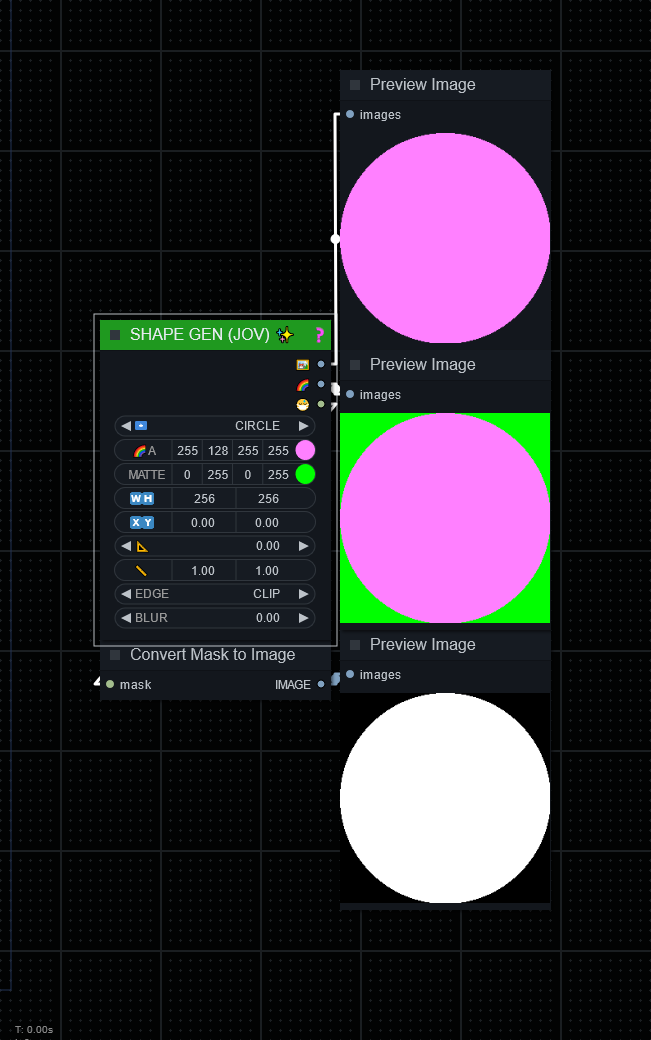 Preview Image
images
SHAPE GEN (JOV) ✨ ?
Preview Image
images
CIRCLE
🌈A 255 128 255 255
MATTE 0 255 0 255
W H 256 256
X Y 0.00 0.00
📐 0.00
📏 1.00 1.00
EDGE CLIP
BLUR 0.00
Preview Image
Convert Mask to Image
images
mask IMAGE
T: 0.00s